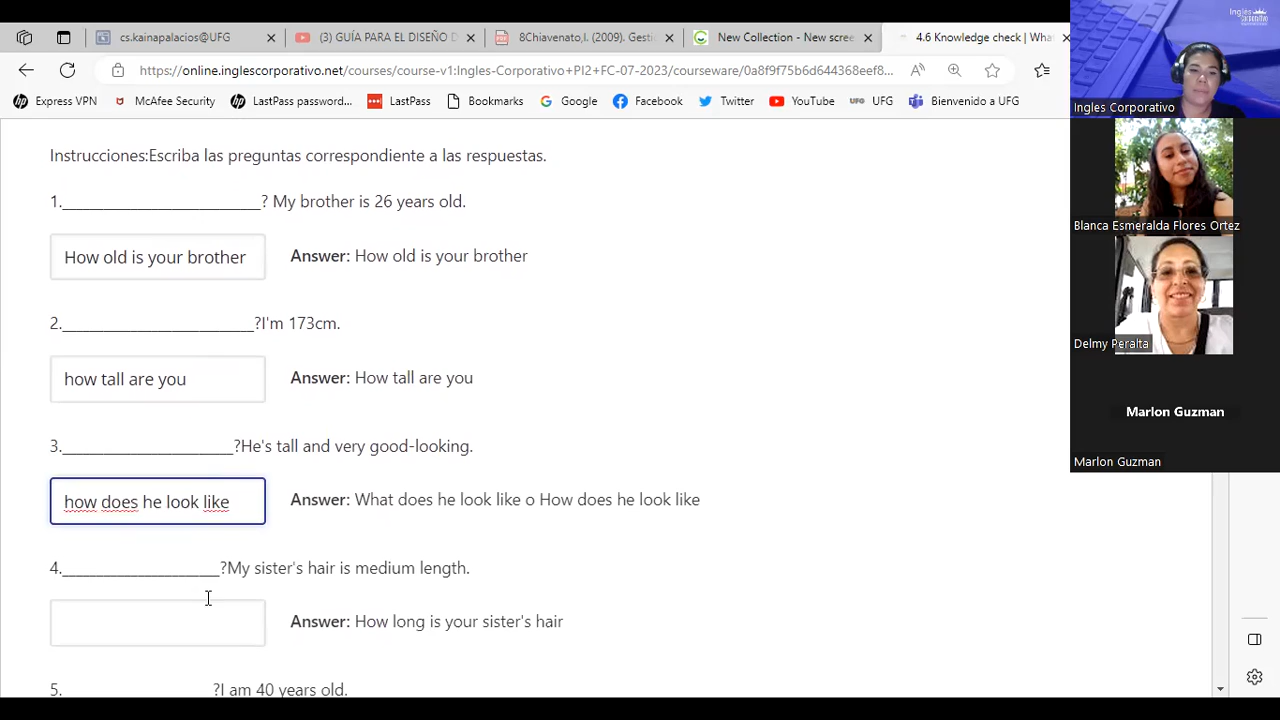 cs.kainapalacios@UFG
(3) GUÍA PARA EL DISEÑO D
8Chiavenato,I. (2009). Gesti
New Collection - New scree
4.6 Knowledge check | Wha
https://online.inglescorporativo.net/courses/course-v1:Ingles-Corporativo+PI2+FC-07-2023/courseware/0a8f9f75b6d644368eef8...
Express VPN
McAfee Security
LastPass password...
LastPass
Bookmarks
Google
Facebook
Twitter
YouTube
UFG
Bienvenido a UFG
Instrucciones:Escriba las preguntas correspondiente a las respuestas.
1._________________________? My brother is 26 years old.
How old is your brother
Answer: How old is your brother
2.________________________?I'm 173cm.
how tall are you
Answer: How tall are you
3._____________________?He's tall and very good-looking.
how does he look like
Answer: What does he look like o How does he look like
4.____________________?My sister's hair is medium length.
Answer: How long is your sister's hair
5.___________________?I am 40 years old.
Ingles
corporativo
Ingles Corporativo
Blanca Esmeralda Flores Ortez
Delmy Peralta
Marlon Guzman
Marlon Guzman